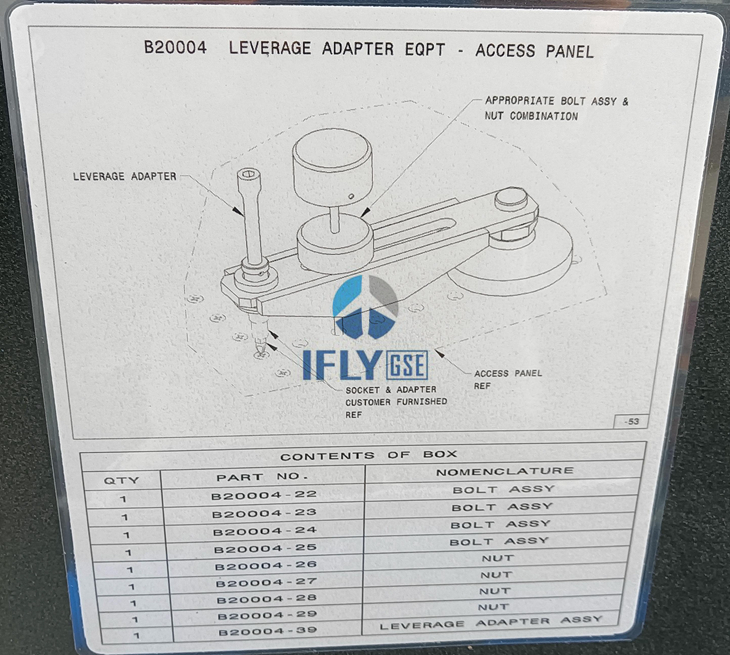 B20004 LEVERAGE ADAPTER EQPT - ACCESS PANEL
APPROPRIATE BOLT ASSY &
NUT COMBINATION
LEVERAGE ADAPTER
IFLY GSE
ACCESS PANEL
REF
SOCKET & ADAPTER
CUSTOMER FURNISHED
REF
-53
CONTENTS OF BOX
QTY PART NO. NOMENCLATURE
1 B20004-22 BOLT ASSY
1 B20004-23 BOLT ASSY
1 B20004-24 BOLT ASSY
1 B20004-25 BOLT ASSY
1 B20004-26 NUT
1 B20004-27 NUT
1 B20004-28 NUT
1 B20004-29 NUT
1 B20004-39 LEVERAGE ADAPTER ASSY